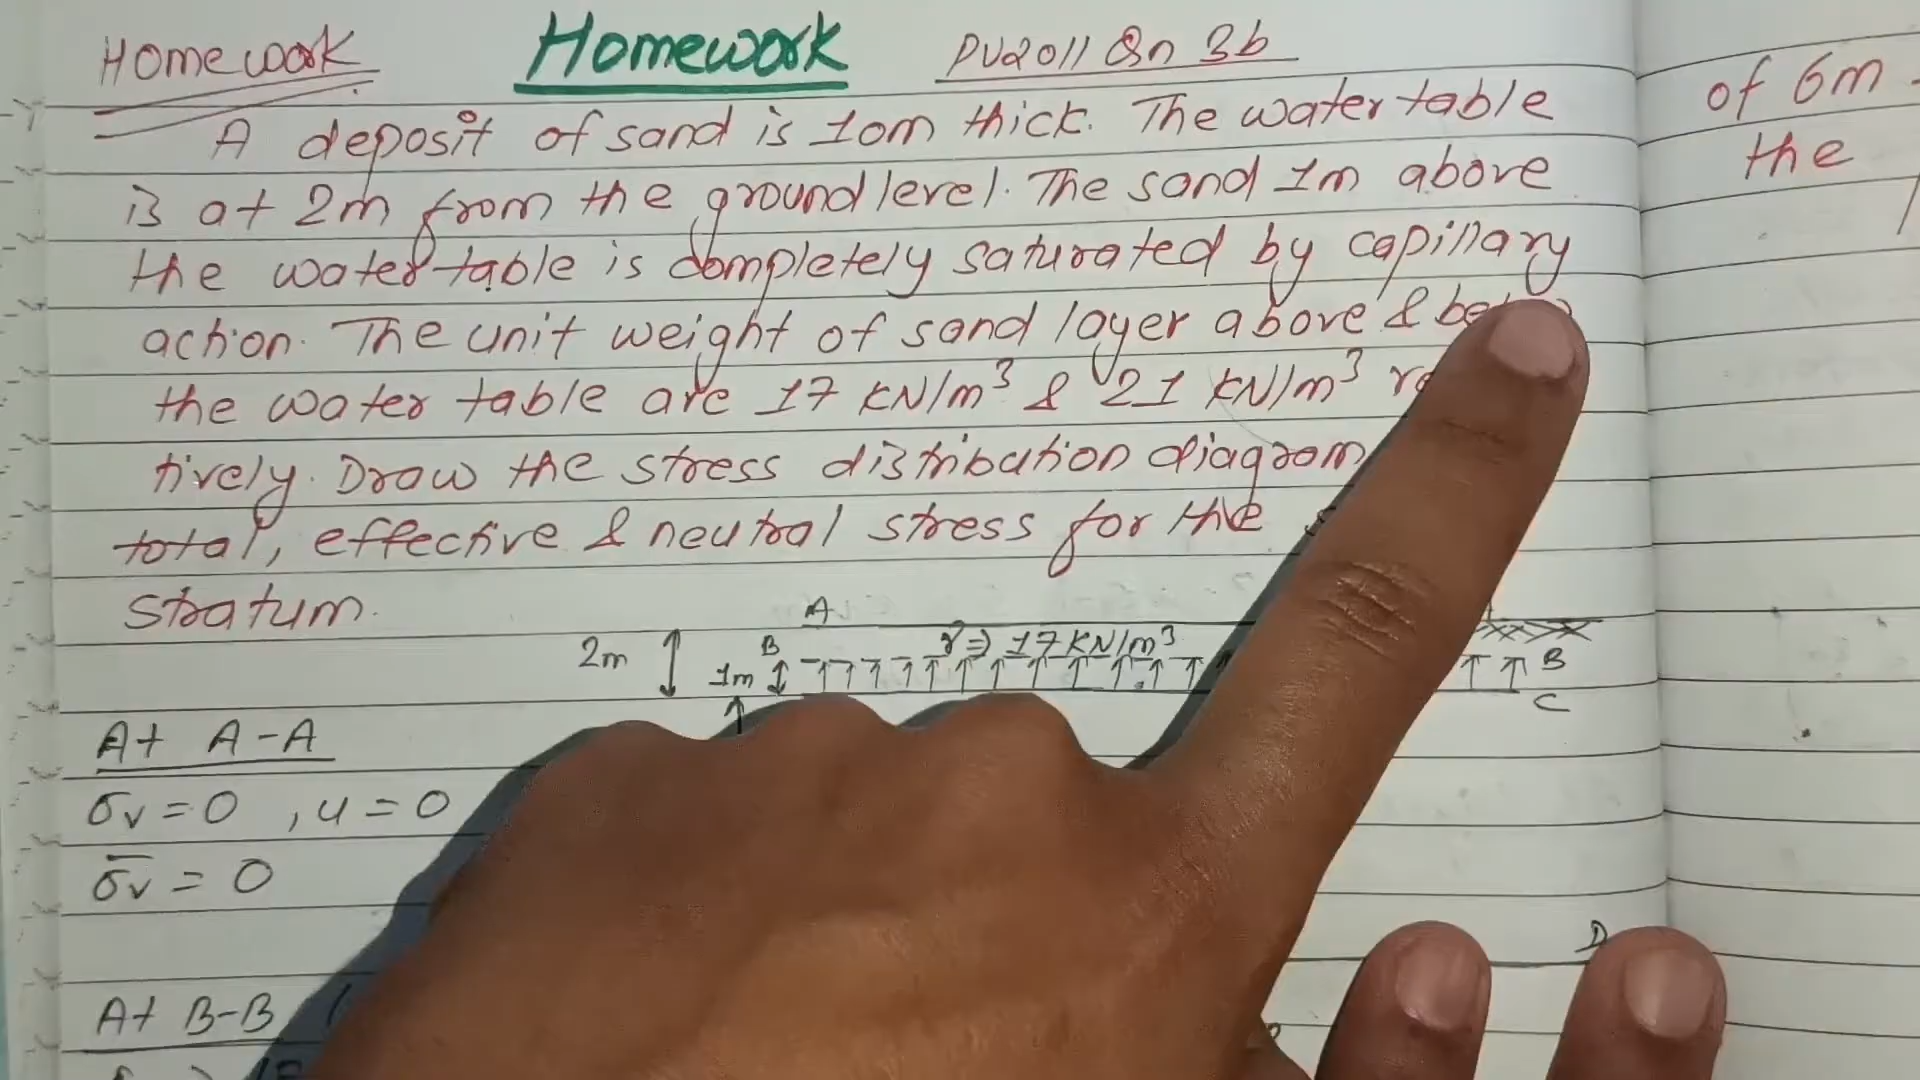 Homework Homework PU2011 Qn 3b
A deposit of sand is 10m thick. The water table
is at 2m from the ground level. The sand 1m above
the water table is completely saturated by capillary
action. The unit weight of sand layer above &
the water table are 17 KN/m³ & 21 KN/m³
tively. Draw the stress distribution diagram
total, effective & neutral stress for the
stratum.
of 6m
the
A
2m B γ ⇒ 17 KN/m³
1m B
C
At A-A
σv = 0 , u = 0
σ̅v = 0
D
At B-B